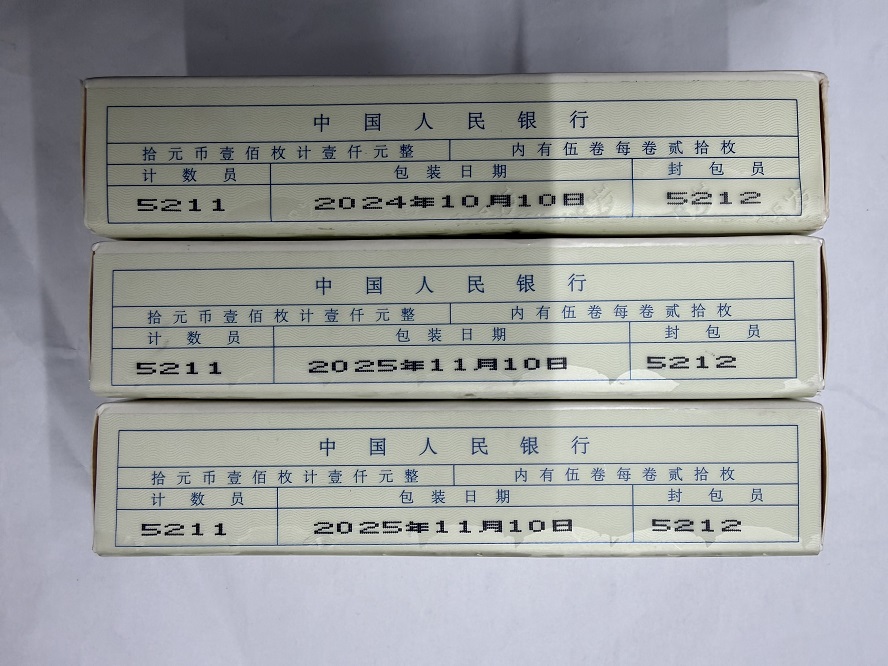 中国人民银行
拾元币壹佰枚计壹仟元整 内有伍卷每卷贰拾枚
计数员 包装日期 封包员
5211 2024年10月10日 5212
中国人民银行
拾元币壹佰枚计壹仟元整 内有伍卷每卷贰拾枚
计数员 包装日期 封包员
5211 2025年11月10日 5212
中国人民银行
拾元币壹佰枚计壹仟元整 内有伍卷每卷贰拾枚
计数员 包装日期 封包员
5211 2025年11月10日 5212